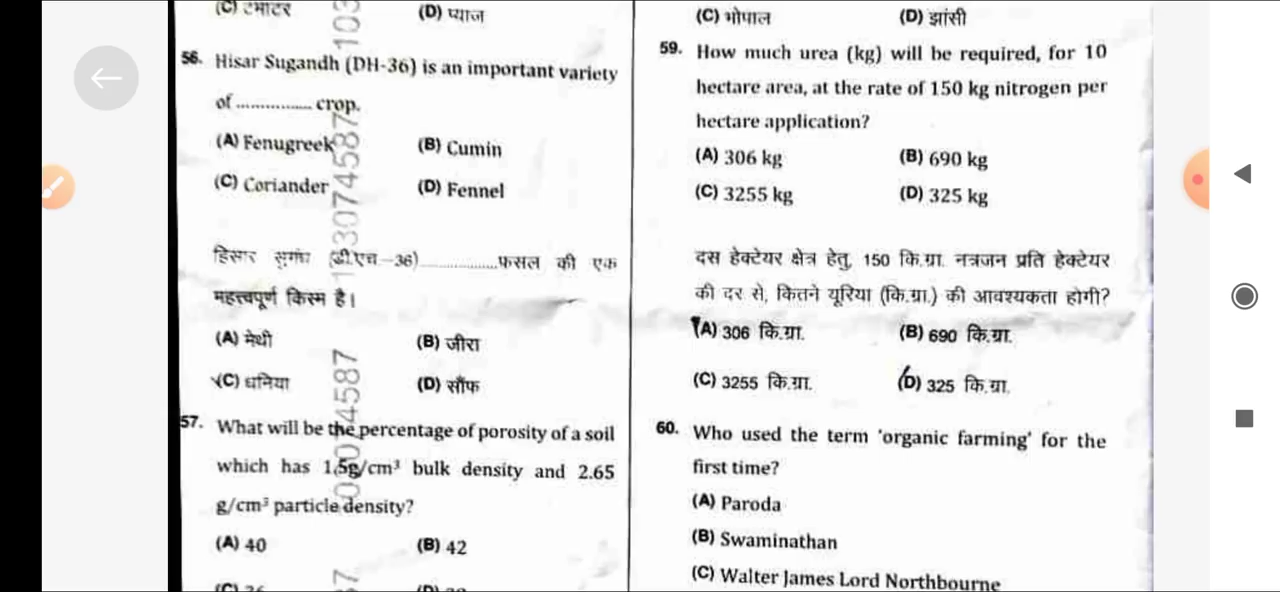 (C) टमाटर (D) प्याज
56. Hisar Sugandh (DH-36) is an important variety
of ............... crop.
(A) Fenugreek (B) Cumin
(C) Coriander (D) Fennel
हिसार सुगंध (डी.एच-36)...............फसल की एक
महत्त्वपूर्ण किस्म है।
(A) मेथी (B) जीरा
(C) धनिया (D) सौंफ
57. What will be the percentage of porosity of a soil
which has 1.5g/cm³ bulk density and 2.65
g/cm³ particle density?
(A) 40 (B) 42
(C) भोपाल (D) झांसी
59. How much urea (kg) will be required, for 10
hectare area, at the rate of 150 kg nitrogen per
hectare application?
(A) 306 kg (B) 690 kg
(C) 3255 kg (D) 325 kg
दस हेक्टेयर क्षेत्र हेतु, 150 कि.ग्रा. नत्रजन प्रति हेक्टेयर
की दर से, कितने यूरिया (कि.ग्रा.) की आवश्यकता होगी?
(A) 306 कि.ग्रा. (B) 690 कि.ग्रा.
(C) 3255 कि.ग्रा. (D) 325 कि.ग्रा.
60. Who used the term 'organic farming' for the
first time?
(A) Paroda
(B) Swaminathan
(C) Walter James Lord Northbourne